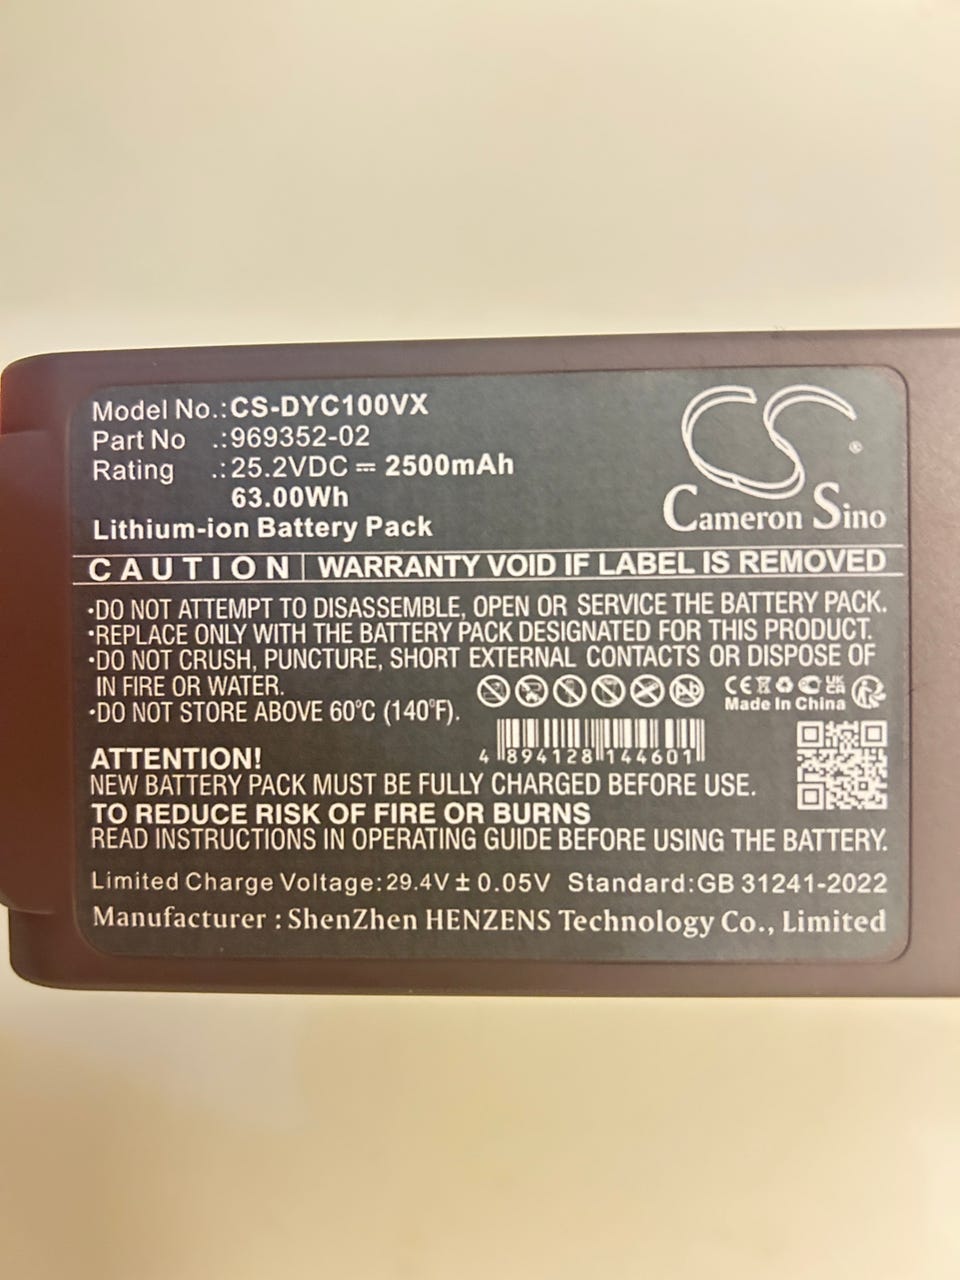 Model No.:CS-DYC100VX
Part No .:969352-02
Rating .:25.2VDC ⎓ 2500mAh
63.00Wh
Lithium-ion Battery Pack
CS
®
Cameron Sino
CAUTION | WARRANTY VOID IF LABEL IS REMOVED
•DO NOT ATTEMPT TO DISASSEMBLE, OPEN OR SERVICE THE BATTERY PACK.
•REPLACE ONLY WITH THE BATTERY PACK DESIGNATED FOR THIS PRODUCT.
•DO NOT CRUSH, PUNCTURE, SHORT EXTERNAL CONTACTS OR DISPOSE OF
IN FIRE OR WATER.
•DO NOT STORE ABOVE 60°C (140°F).
Pb
CE UK CA
Made In China
4 894128 144601
ATTENTION!
NEW BATTERY PACK MUST BE FULLY CHARGED BEFORE USE.
TO REDUCE RISK OF FIRE OR BURNS
READ INSTRUCTIONS IN OPERATING GUIDE BEFORE USING THE BATTERY.
Limited Charge Voltage:29.4V ± 0.05V Standard:GB 31241-2022
Manufacturer : ShenZhen HENZENS Technology Co., Limited